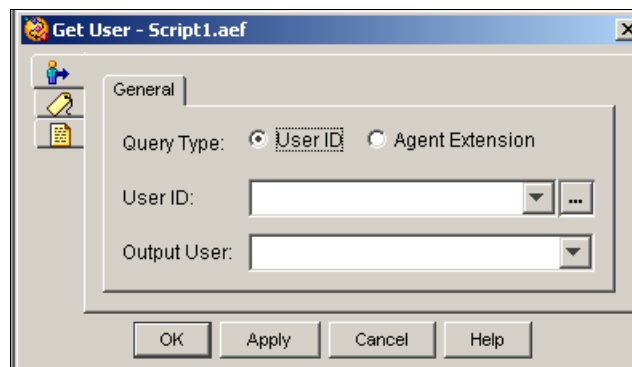 Get User - Script1.aef
General
Query Type: User ID Agent Extension
User ID: ...
Output User:
OK Apply Cancel Help